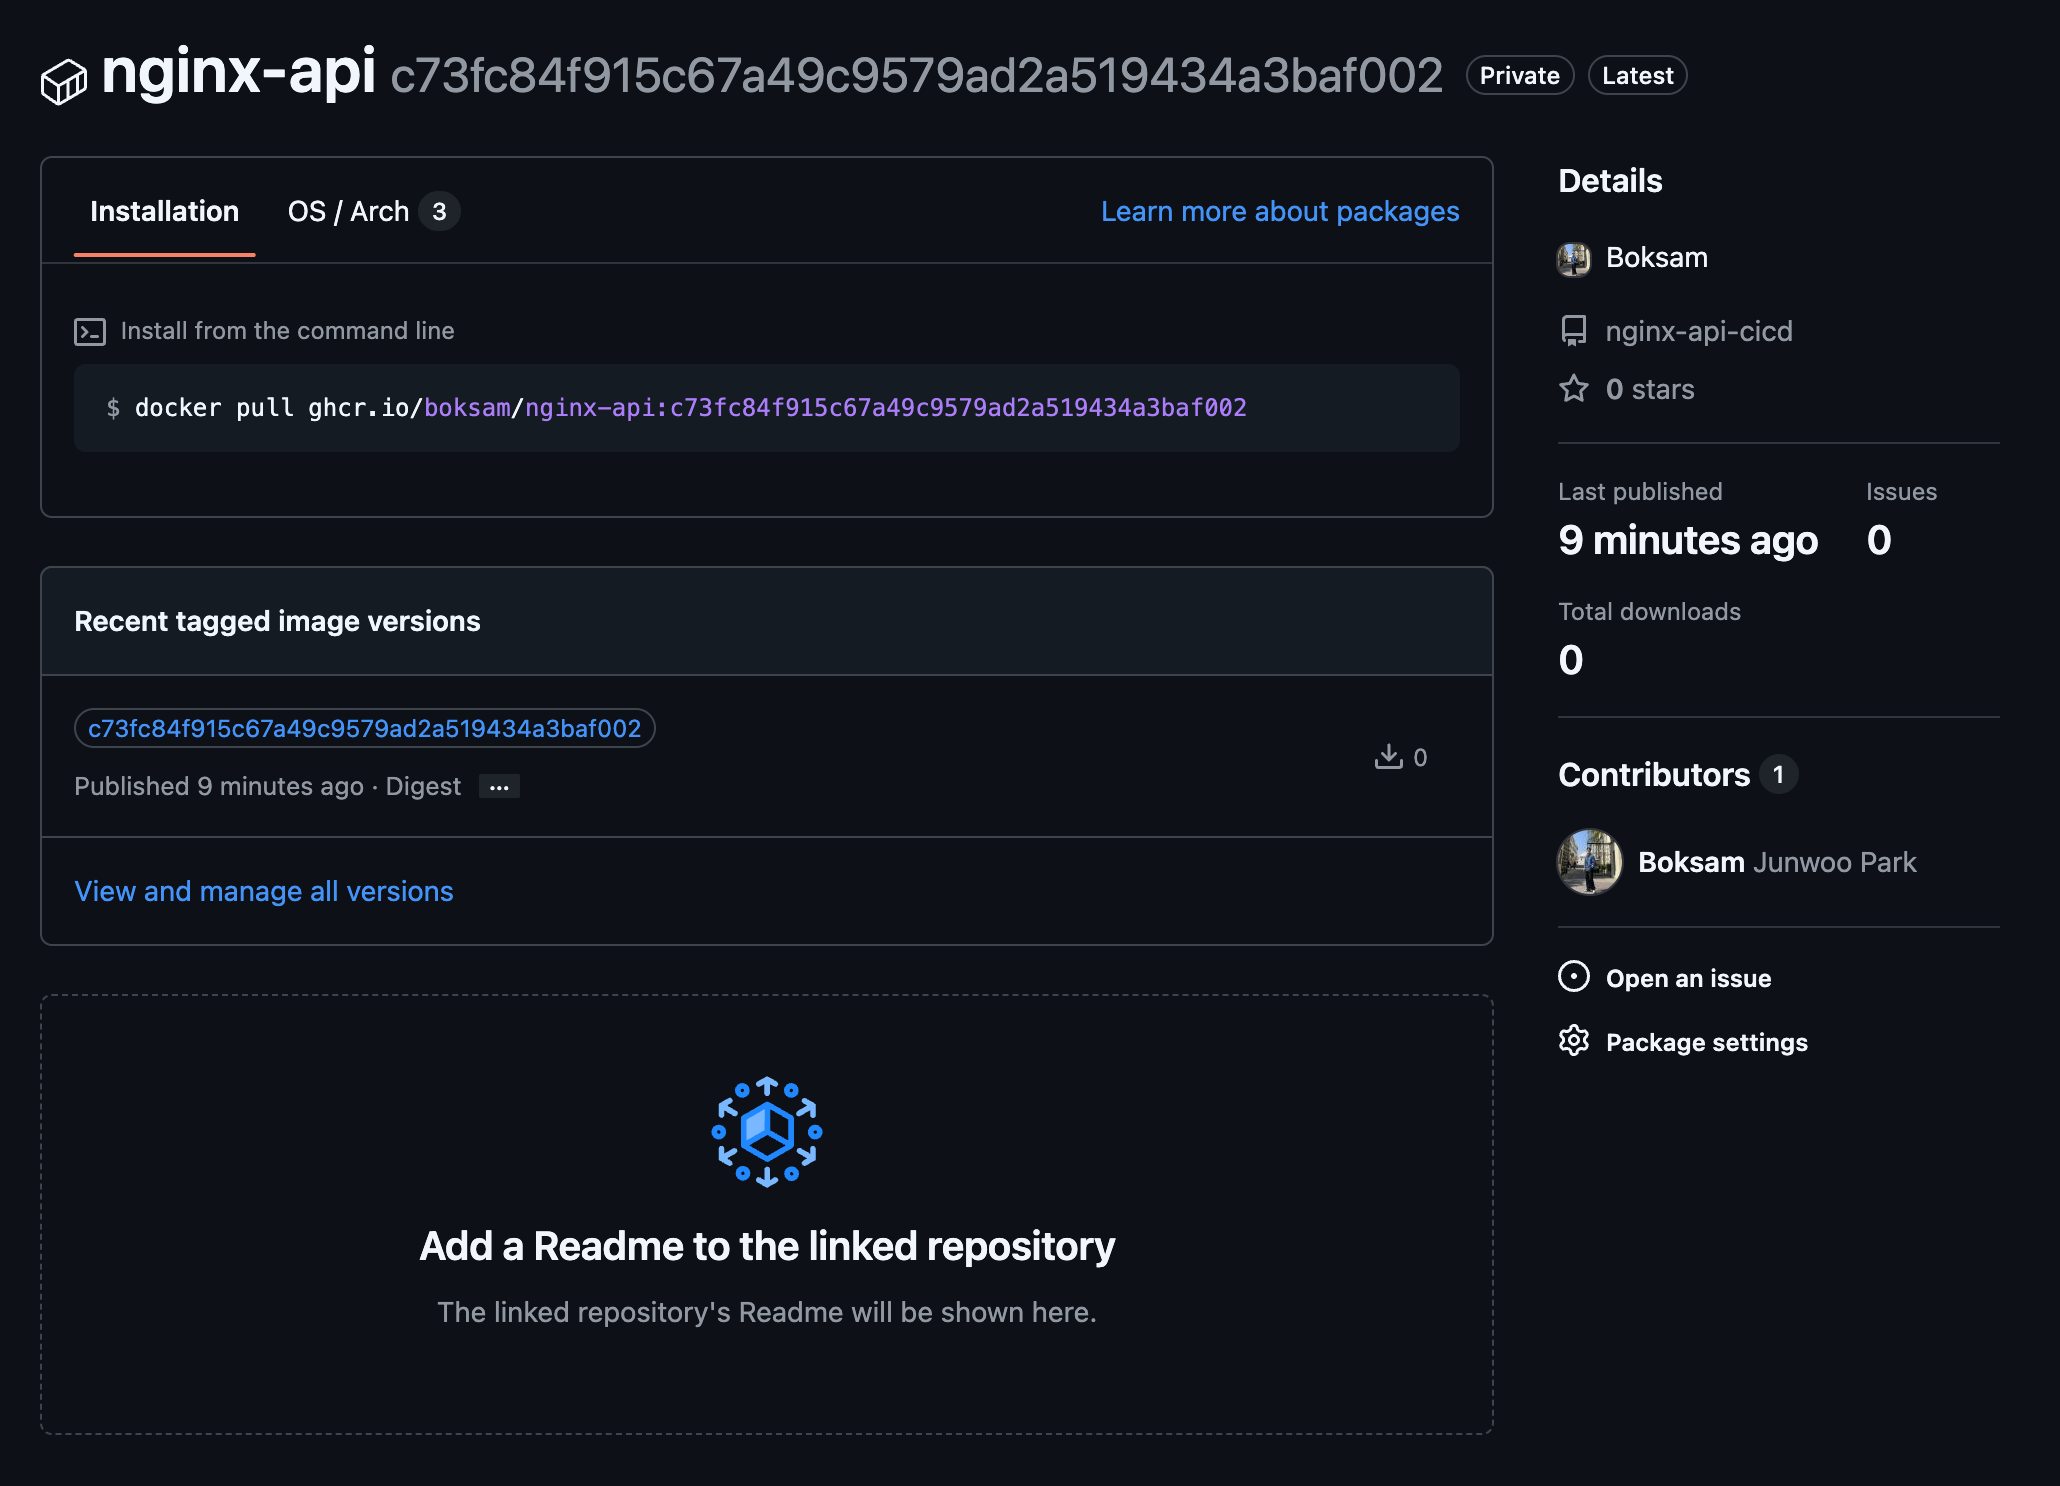 nginx-api c73fc84f915c67a49c9579ad2a519434a3baf002 Private Latest
Installation OS / Arch 3 Learn more about packages
Install from the command line
$ docker pull ghcr.io/boksam/nginx-api:c73fc84f915c67a49c9579ad2a519434a3baf002
Recent tagged image versions
c73fc84f915c67a49c9579ad2a519434a3baf002
0
Published 9 minutes ago · Digest ...
View and manage all versions
Add a Readme to the linked repository
The linked repository's Readme will be shown here.
Details
Boksam
nginx-api-cicd
0 stars
Last published Issues
9 minutes ago 0
Total downloads
0
Contributors 1
Boksam Junwoo Park
Open an issue
Package settings